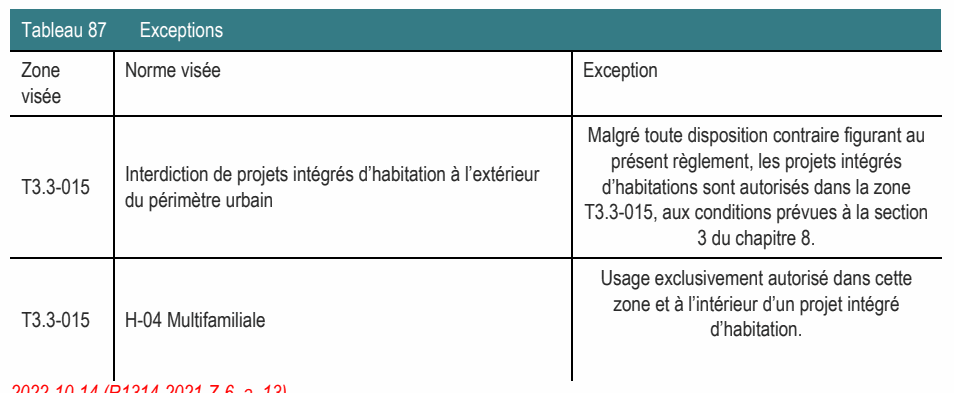 Tableau 87 Exceptions
Zone visée
Norme visée
Exception
T3.3-015
Interdiction de projets intégrés d’habitation à l’extérieur
du périmètre urbain
Malgré toute disposition contraire figurant au
présent règlement, les projets intégrés
d’habitations sont autorisés dans la zone
T3.3-015, aux conditions prévues à la section
3 du chapitre 8.
T3.3-015
H-04 Multifamiliale
Usage exclusivement autorisé dans cette
zone et à l’intérieur d’un projet intégré
d’habitation.
2022-10-14 (R1314-2021-Z-6, a. 13)